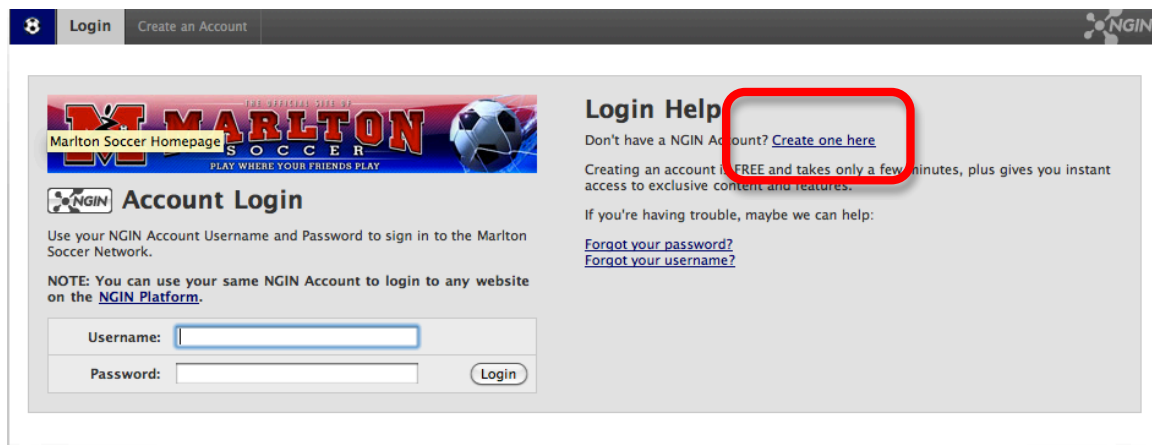 Login
Create an Account
NGIN
THE OFFICIAL SITE OF
MARLTON
SOCCER
PLAY WHERE YOUR FRIENDS PLAY
Marlton Soccer Homepage
NGIN Account Login
Use your NGIN Account Username and Password to sign in to the Marlton
Soccer Network.
NOTE: You can use your same NGIN Account to login to any website
on the NGIN Platform.
Username:
Password:
Login
Login Help
Don't have a NGIN Account? Create one here
Creating an account is FREE and takes only a few minutes, plus gives you instant
access to exclusive content and features.
If you're having trouble, maybe we can help:
Forgot your password?
Forgot your username?